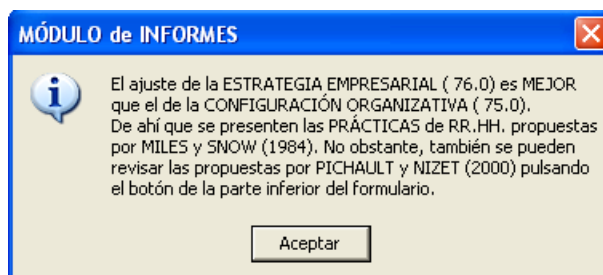 MÓDULO de INFORMES
El ajuste de la ESTRATEGIA EMPRESARIAL ( 76.0) es MEJOR
que el de la CONFIGURACIÓN ORGANIZATIVA ( 75.0).
De ahí que se presenten las PRÁCTICAS de RR.HH. propuestas
por MILES y SNOW (1984). No obstante, también se pueden
revisar las propuestas por PICHAULT y NIZET (2000) pulsando
el botón de la parte inferior del formulario.
Aceptar